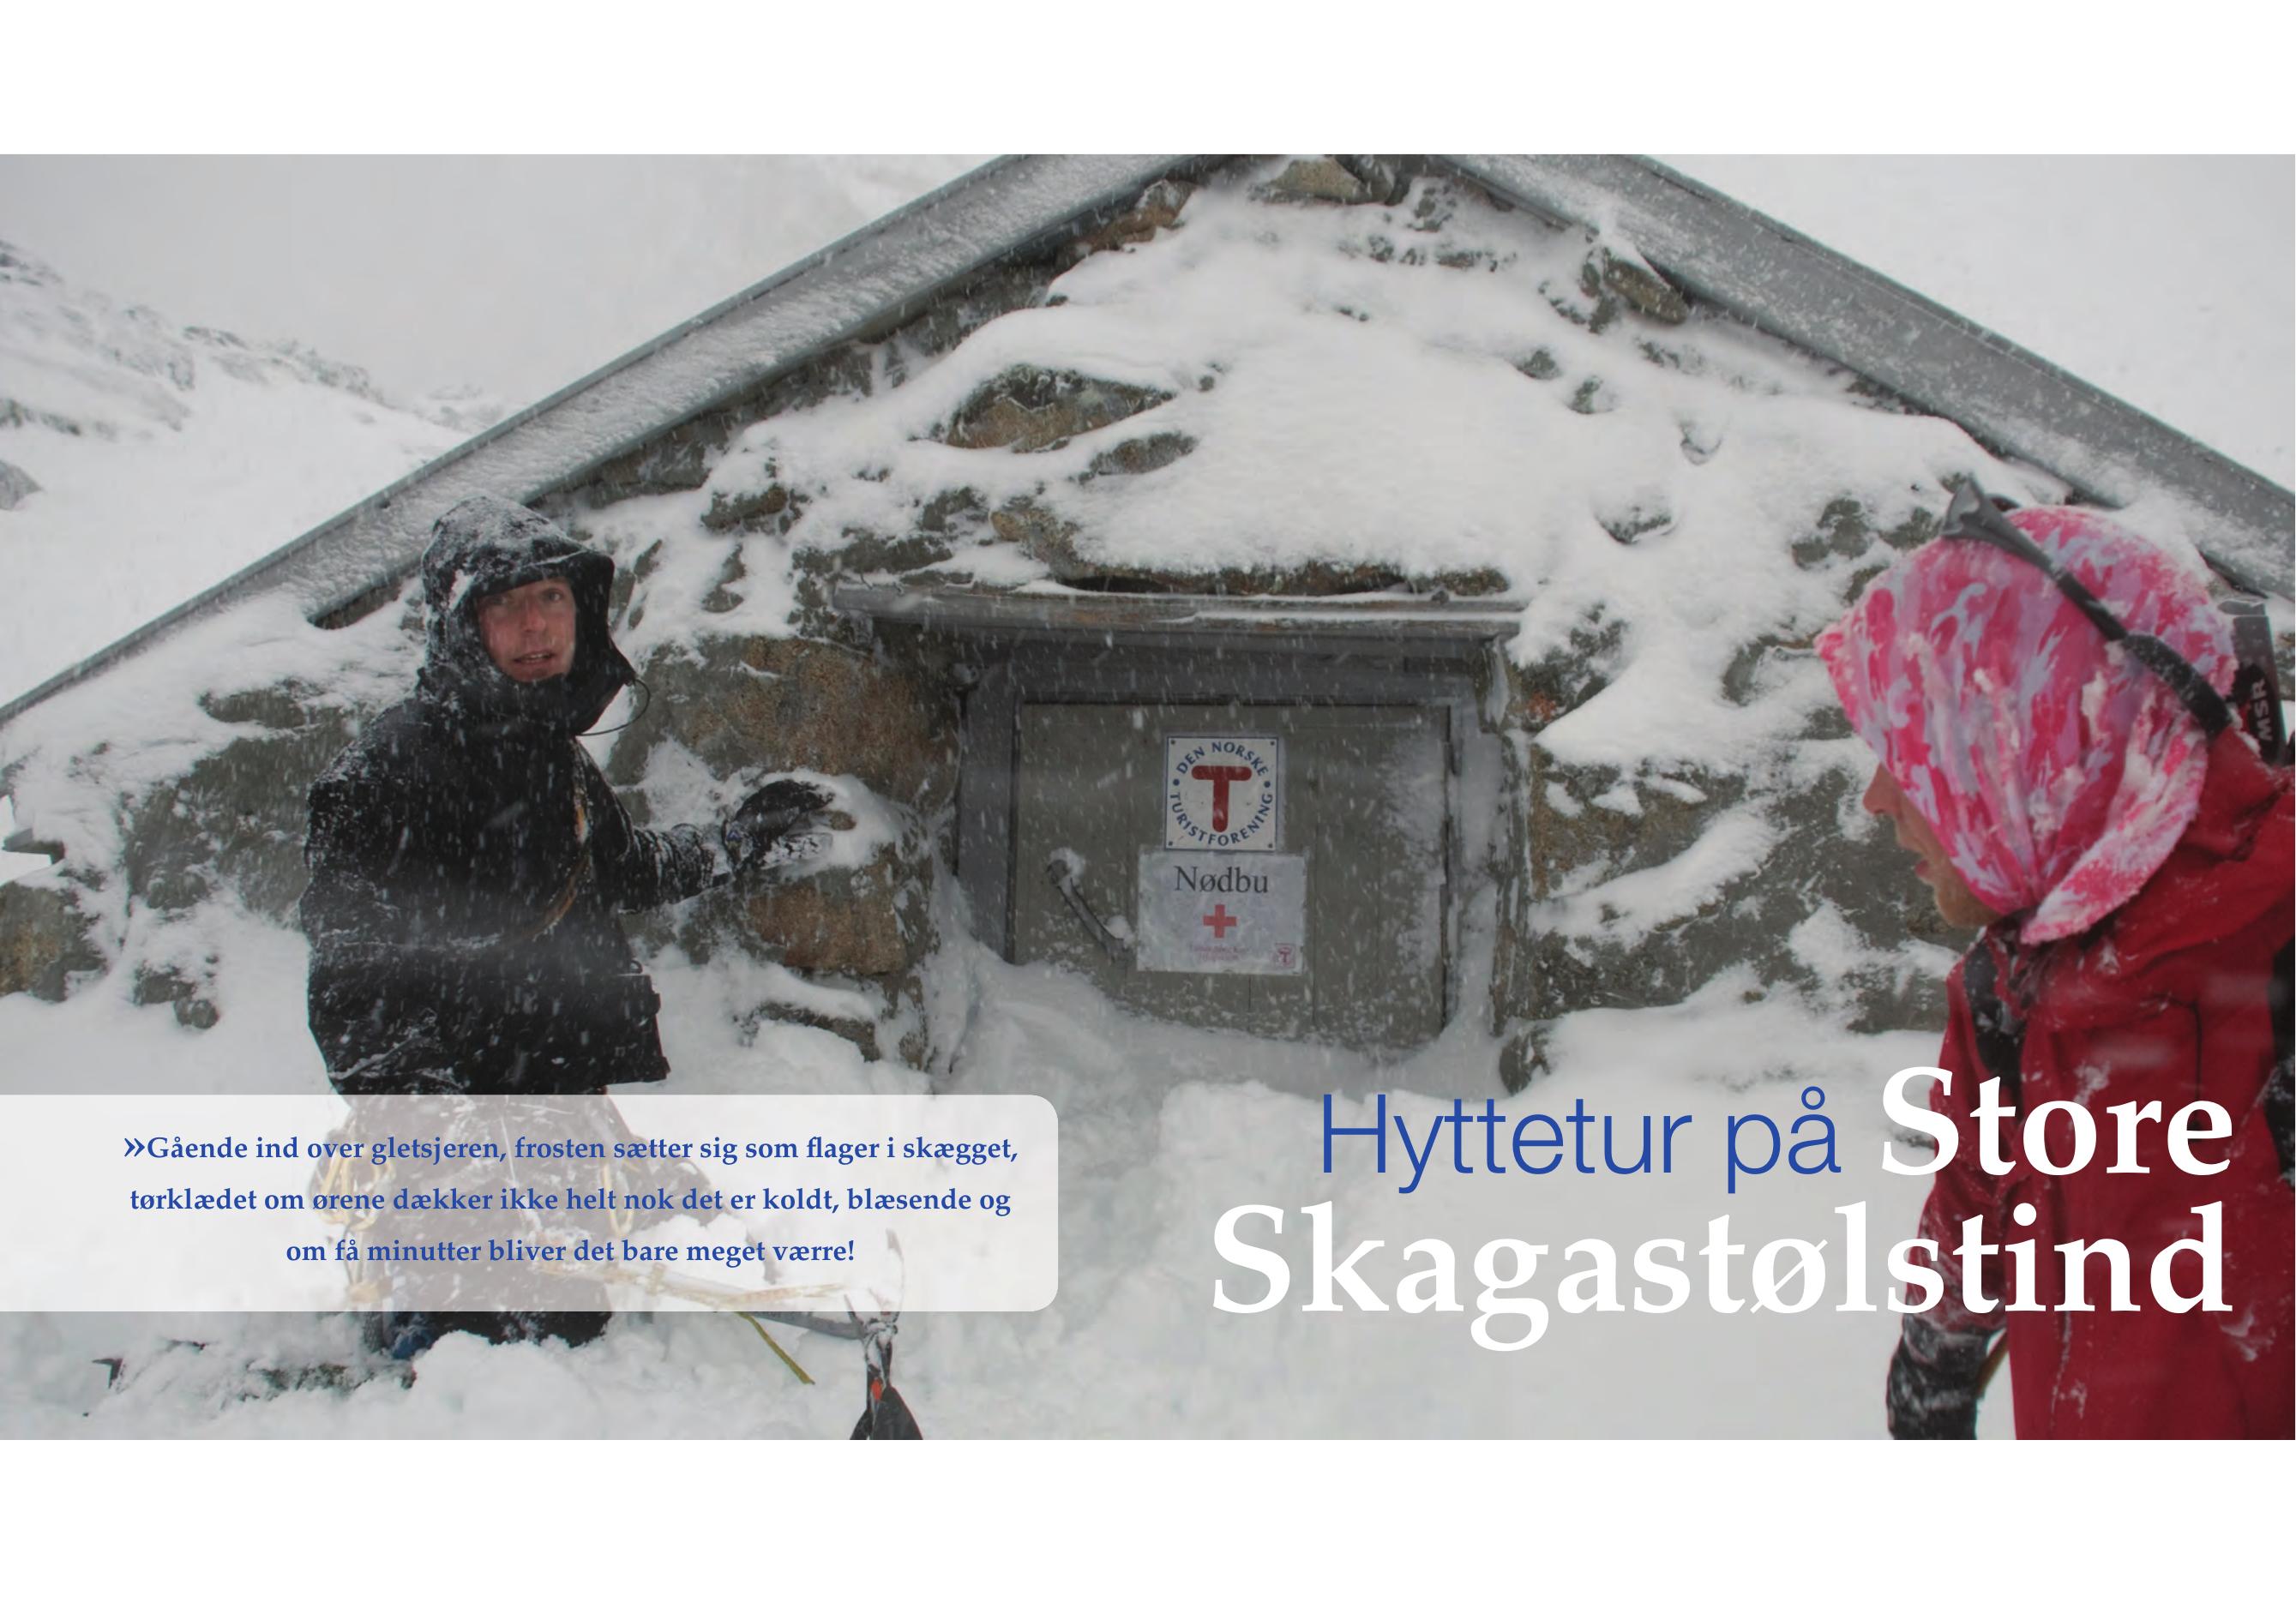 DEN NORSKE
T
TURISTFORENING
Nødbu
MSR
Hyttetur på Store
Skagastølstind
»Gående ind over gletsjeren, frosten sætter sig som flager i skægget,
tørklædet om ørene dækker ikke helt nok det er koldt, blæsende og
om få minutter bliver det bare meget værre!